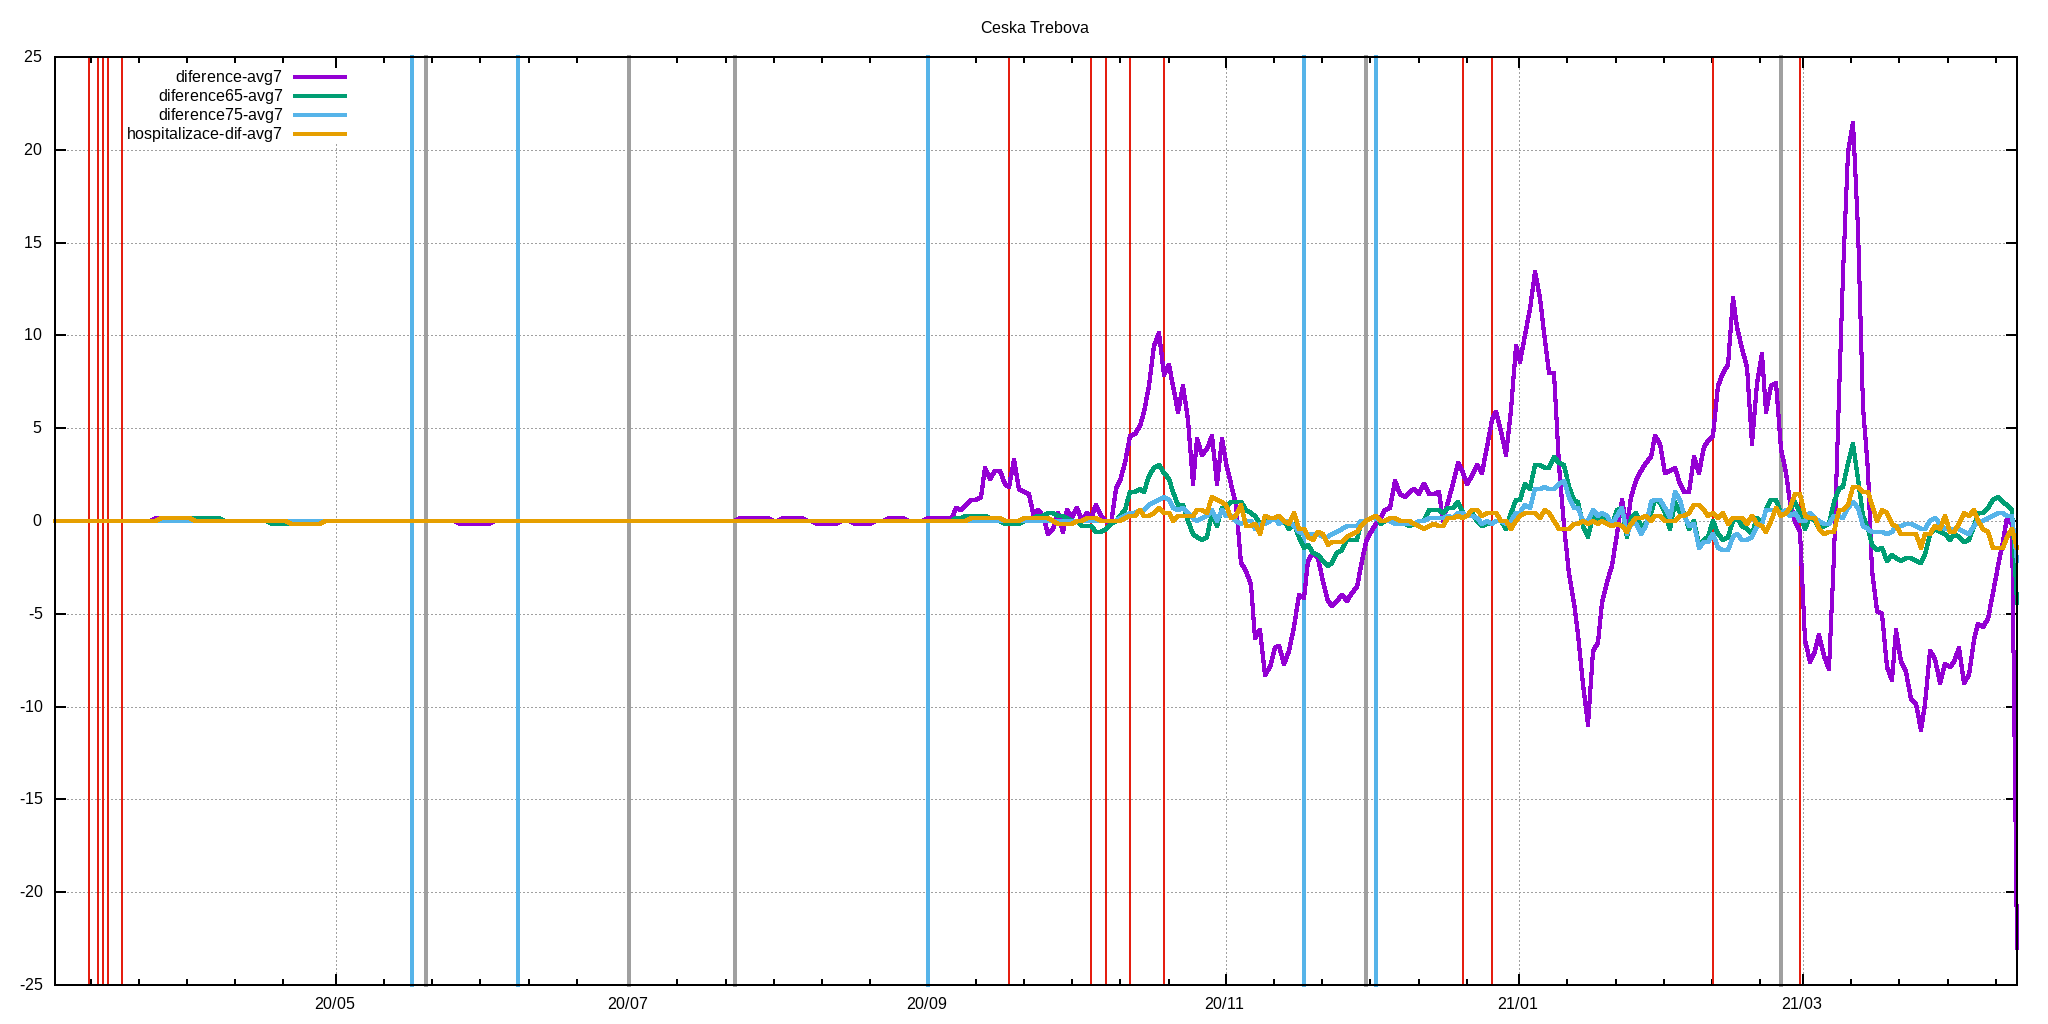 Ceska Trebova
25
20
15
10
5
0
-5
-10
-15
-20
-25
diference-avg7
diference65-avg7
diference75-avg7
hospitalizace-dif-avg7
20/05 20/07 20/09 20/11 21/01 21/03